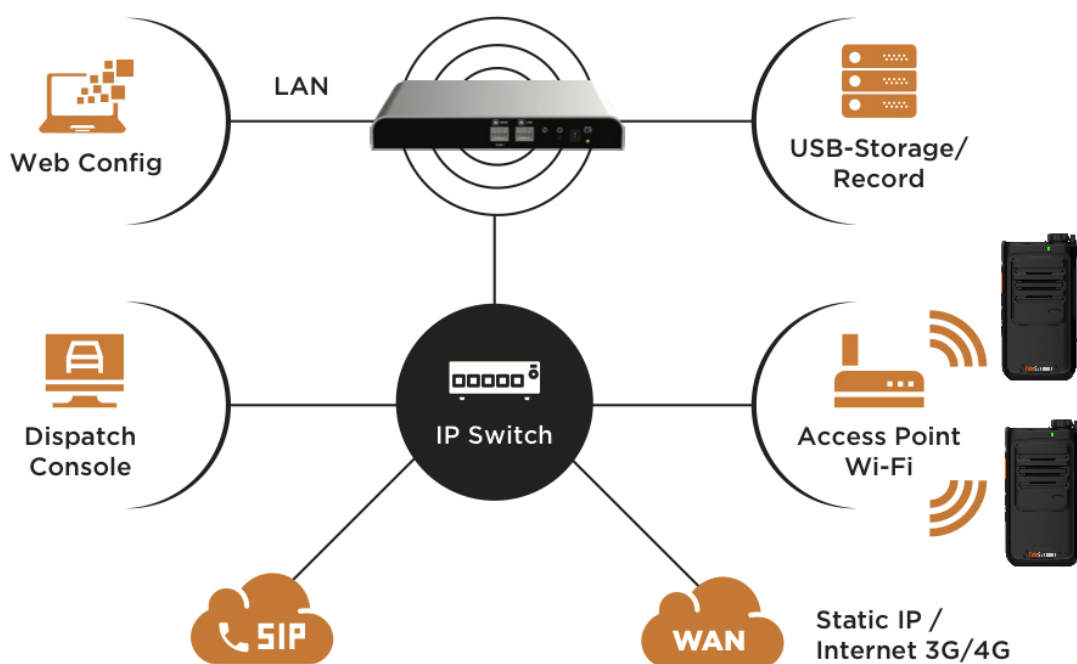 LAN
Web Config
USB-Storage/
Record
Dispatch
Console
IP Switch
Access Point
Wi-Fi
SIP
WAN
Static IP /
Internet 3G/4G